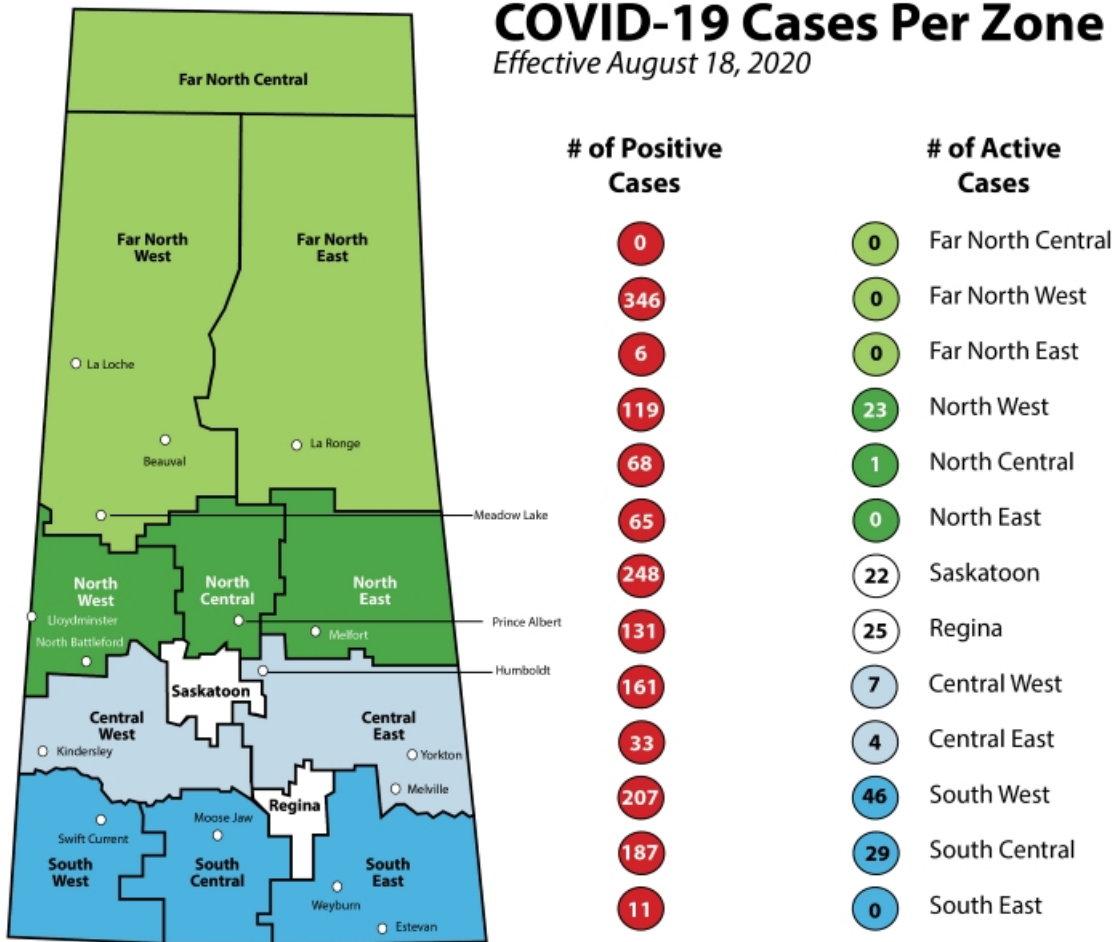 COVID-19 Cases Per Zone
Effective August 18, 2020
# of Positive
Cases
# of Active
Cases
0 0 Far North Central
346 0 Far North West
6 0 Far North East
119 23 North West
68 1 North Central
65 0 North East
248 22 Saskatoon
131 25 Regina
161 7 Central West
33 4 Central East
207 46 South West
187 29 South Central
11 0 South East
Far North Central
Far North
West
Far North
East
La Loche
Beauval
La Ronge
Meadow Lake
North
West
North
Central
North
East
Lloydminster
Prince Albert
North Battleford
Melfort
Humboldt
Saskatoon
Central
West
Central
East
Kindersley
Yorkton
Melville
Regina
Swift Current
Moose Jaw
South
West
South
Central
South
East
Weyburn
Estevan